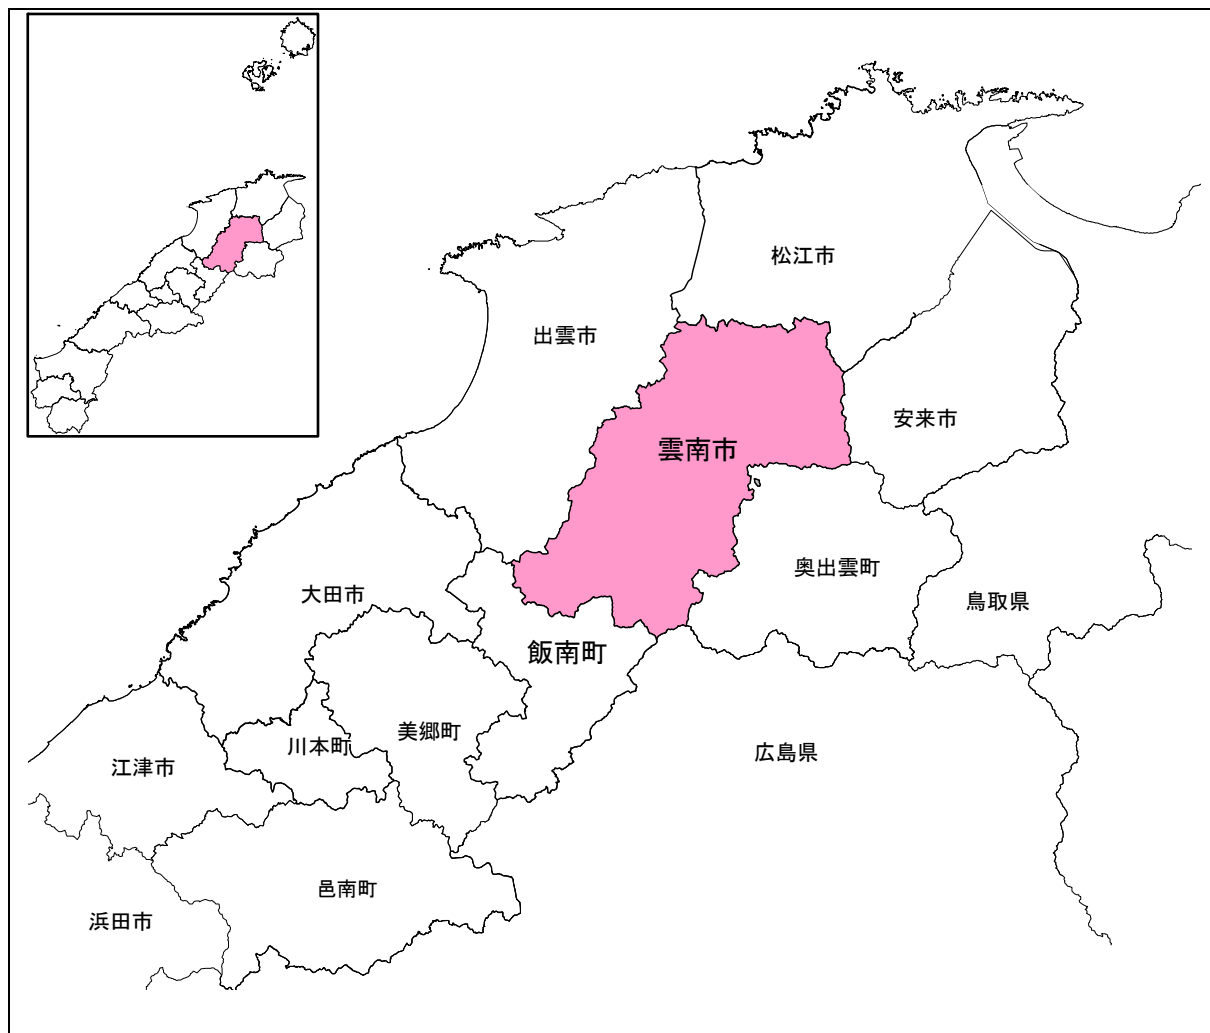 松江市
出雲市
安来市
雲南市
奥出雲町
大田市
鳥取県
飯南町
美郷町
川本町
広島県
江津市
邑南町
浜田市